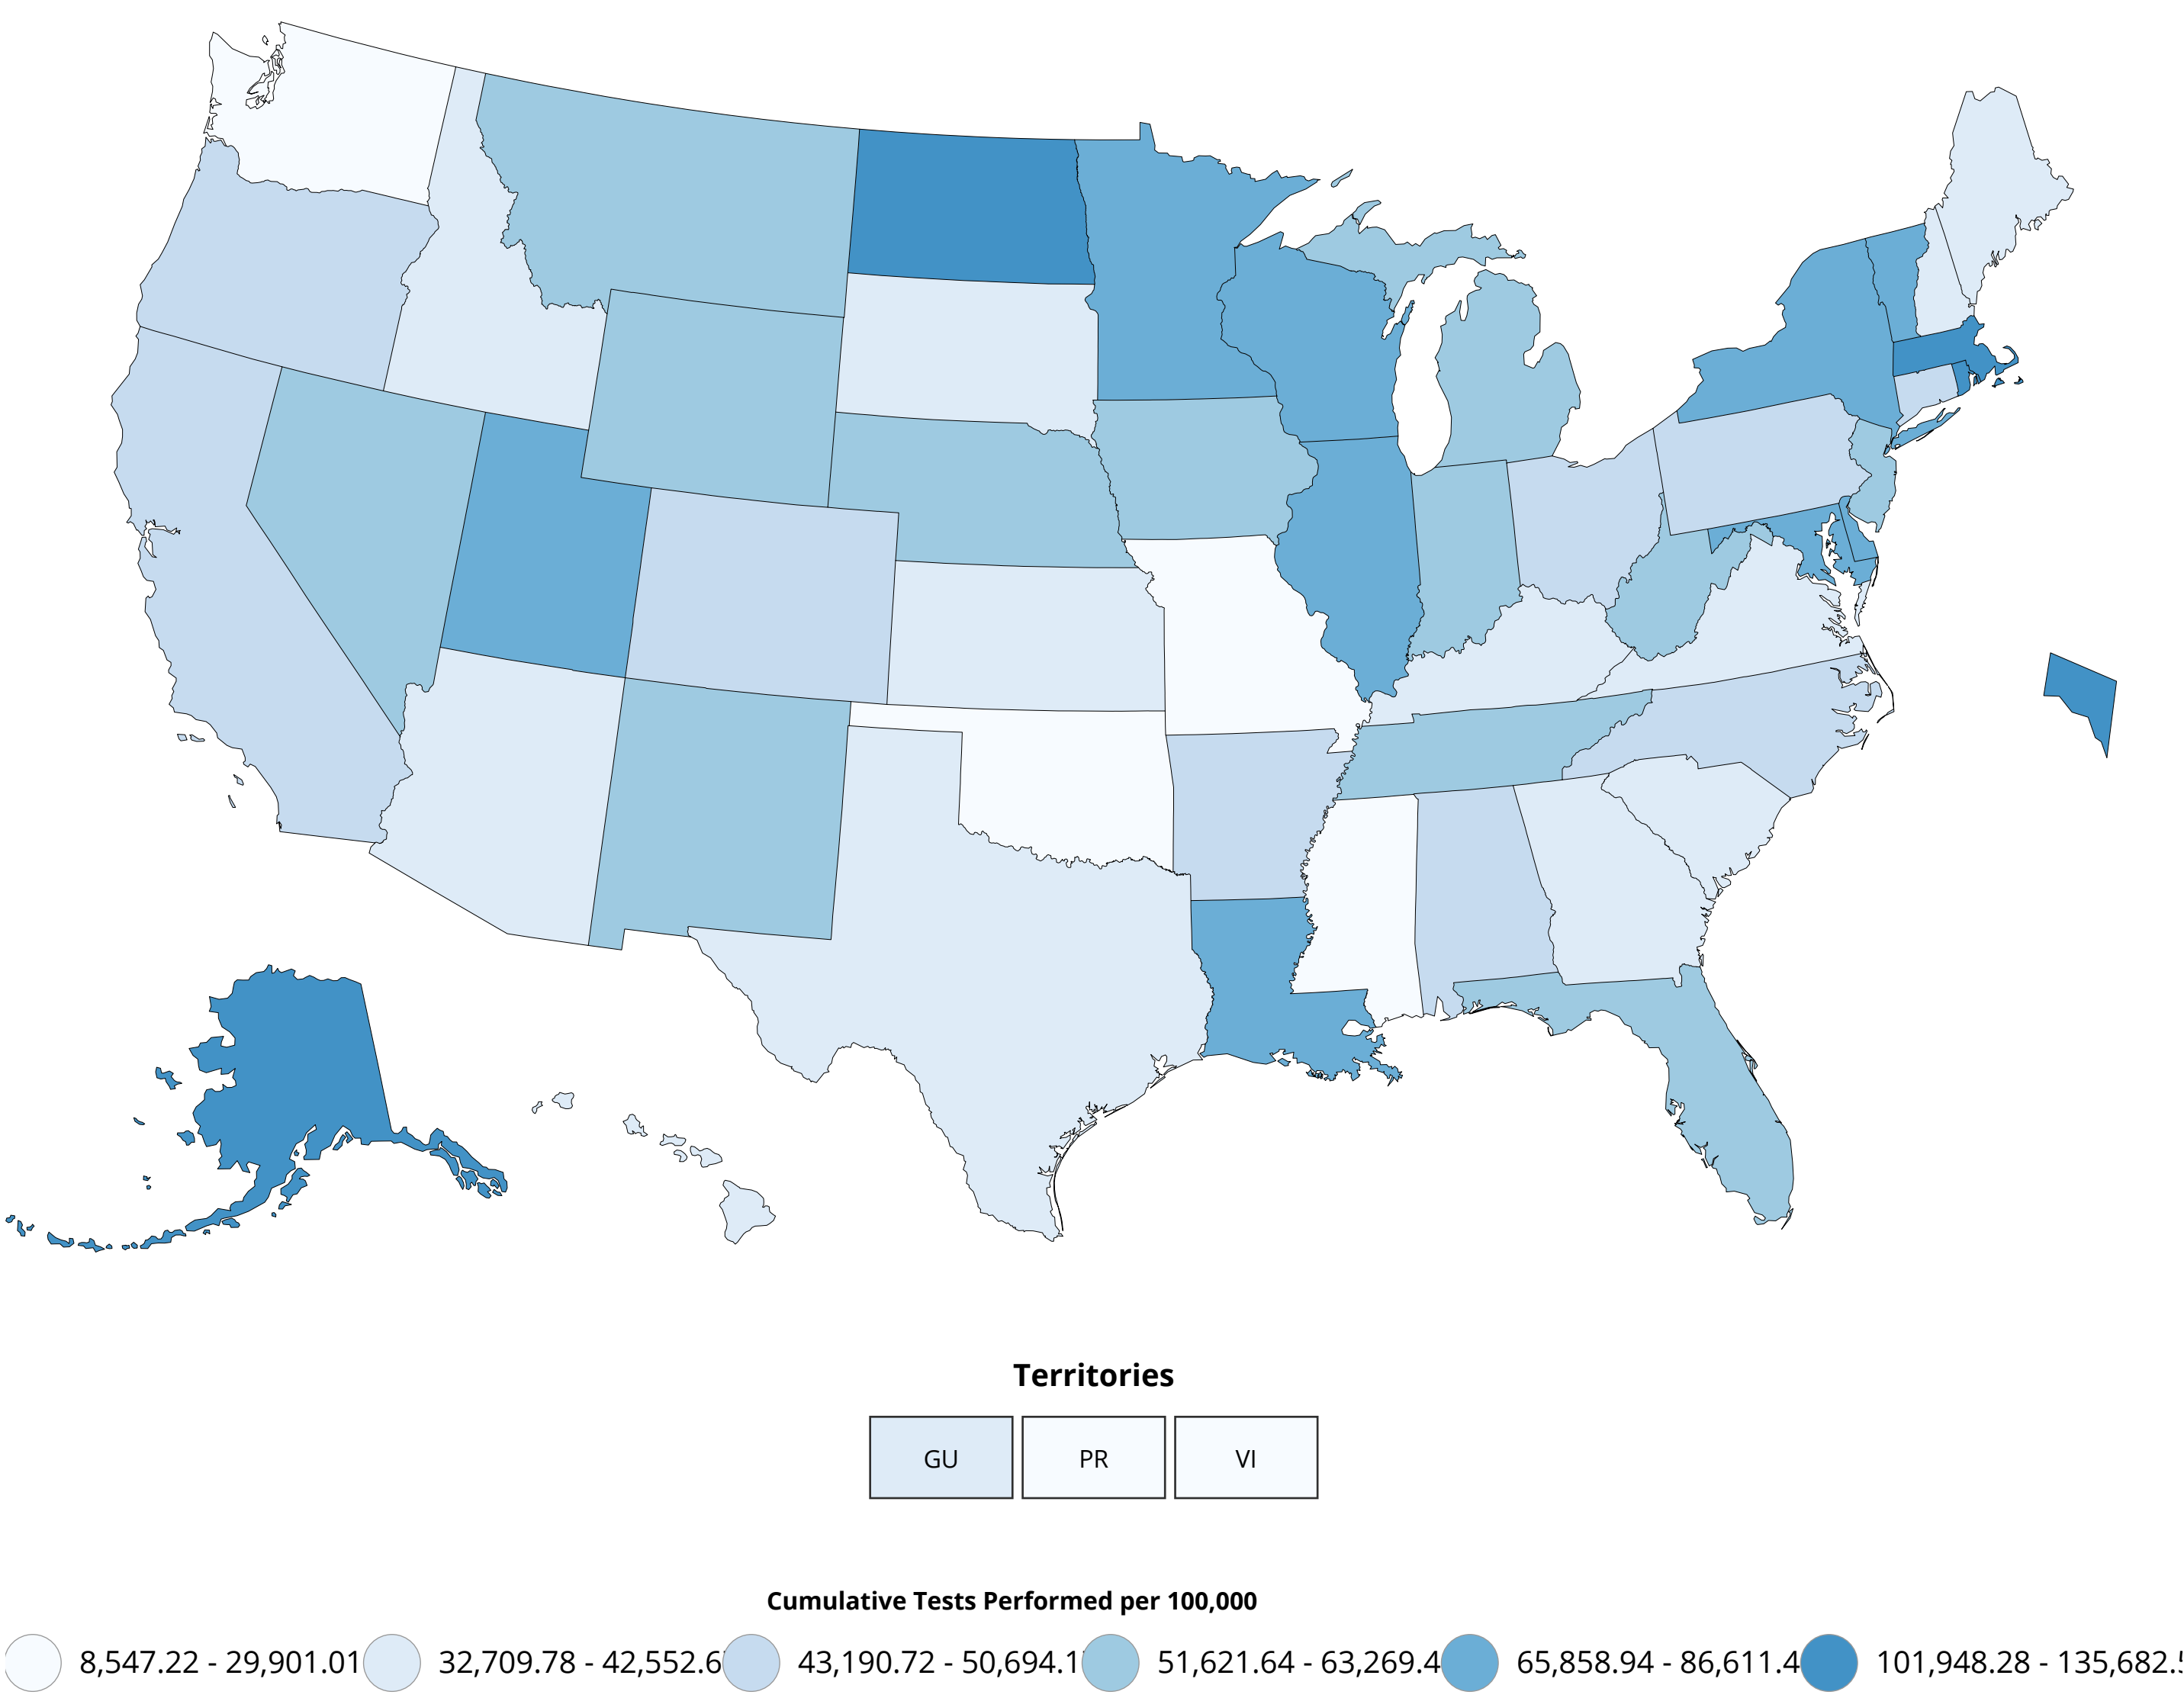 Territories
GU PR VI
Cumulative Tests Performed per 100,000
8,547.22 - 29,901.01 32,709.78 - 42,552.6 43,190.72 - 50,694.1 51,621.64 - 63,269.4 65,858.94 - 86,611.4 101,948.28 - 135,682.